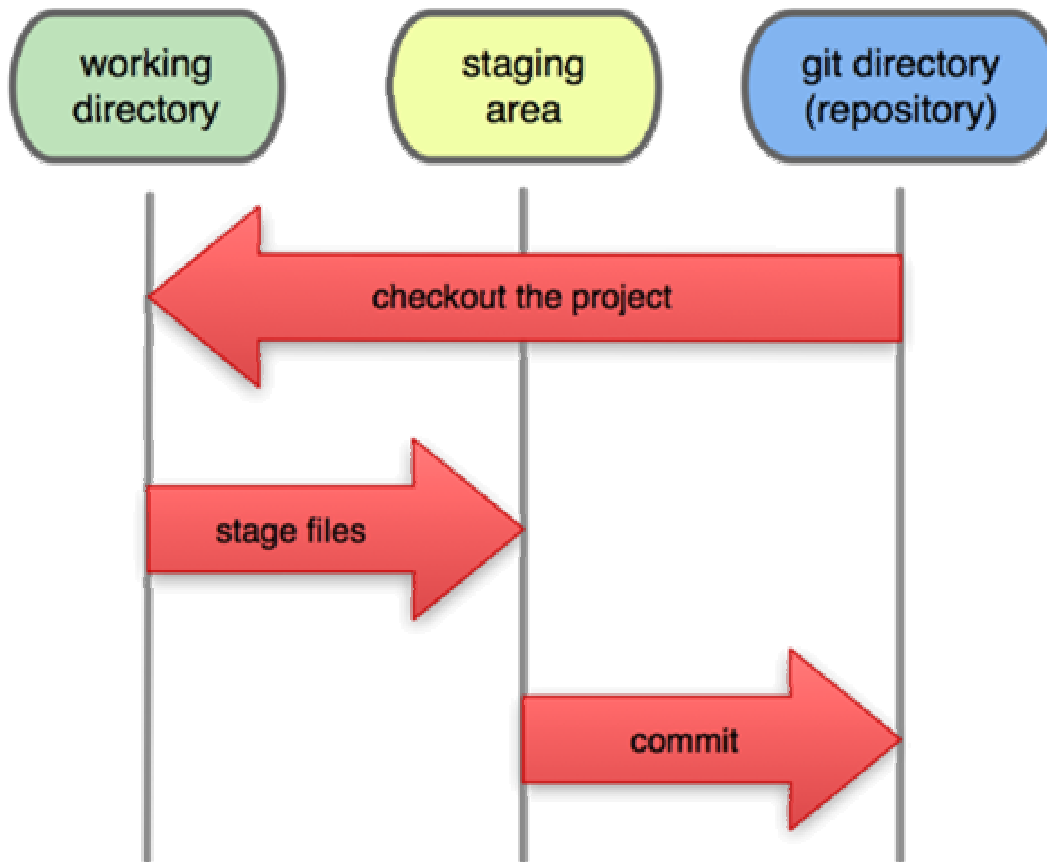 working
directory
staging
area
git directory
(repository)
checkout the project
stage files
commit